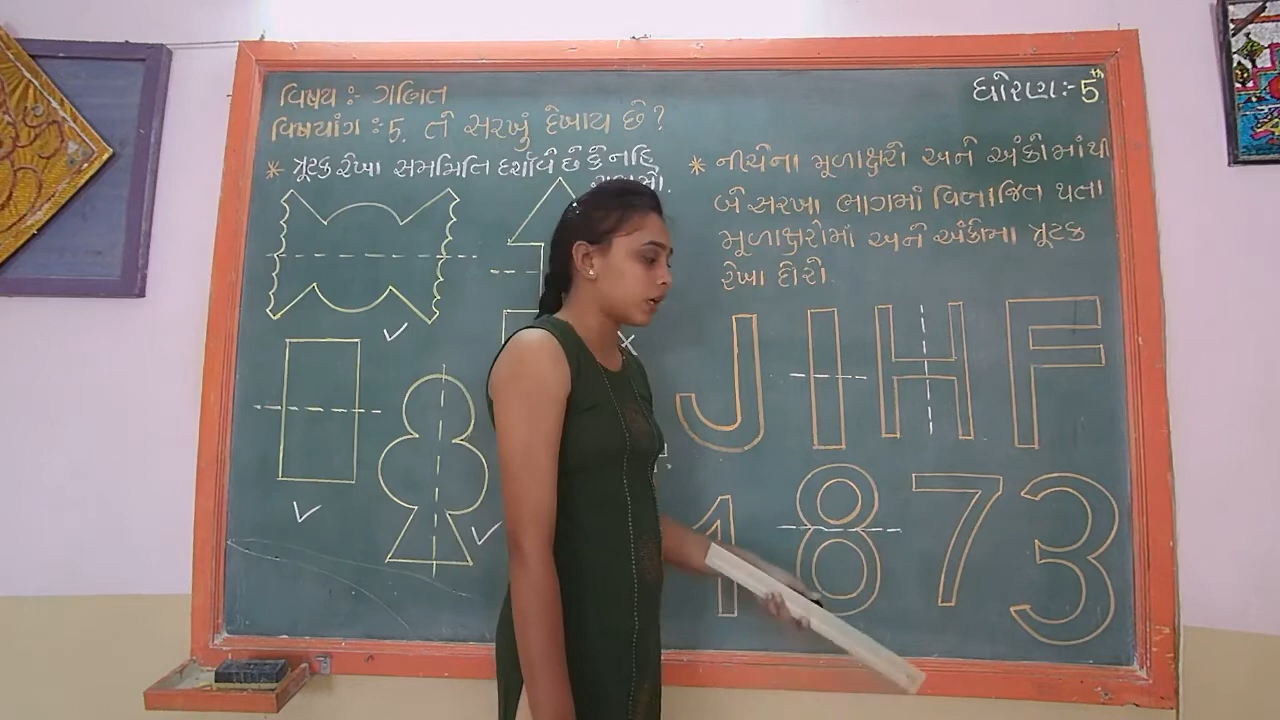 વિષય :- ગણિત
ધોરણ:- 5th
વિષયાંગ : 5. તે સરખું દેખાય છે?
* ત્રૂટક રેખા સમમિતિ દર્શાવે છે કે નહિ
* નીચેના મૂળાક્ષરો અને અંકોમાંથી
બે સરખા ભાગમાં વિભાજિત થતા
મૂળાક્ષરોમાં અને અંકોમા ત્રૂટક
રેખા દોરો.
J I H F
1 8 7 3